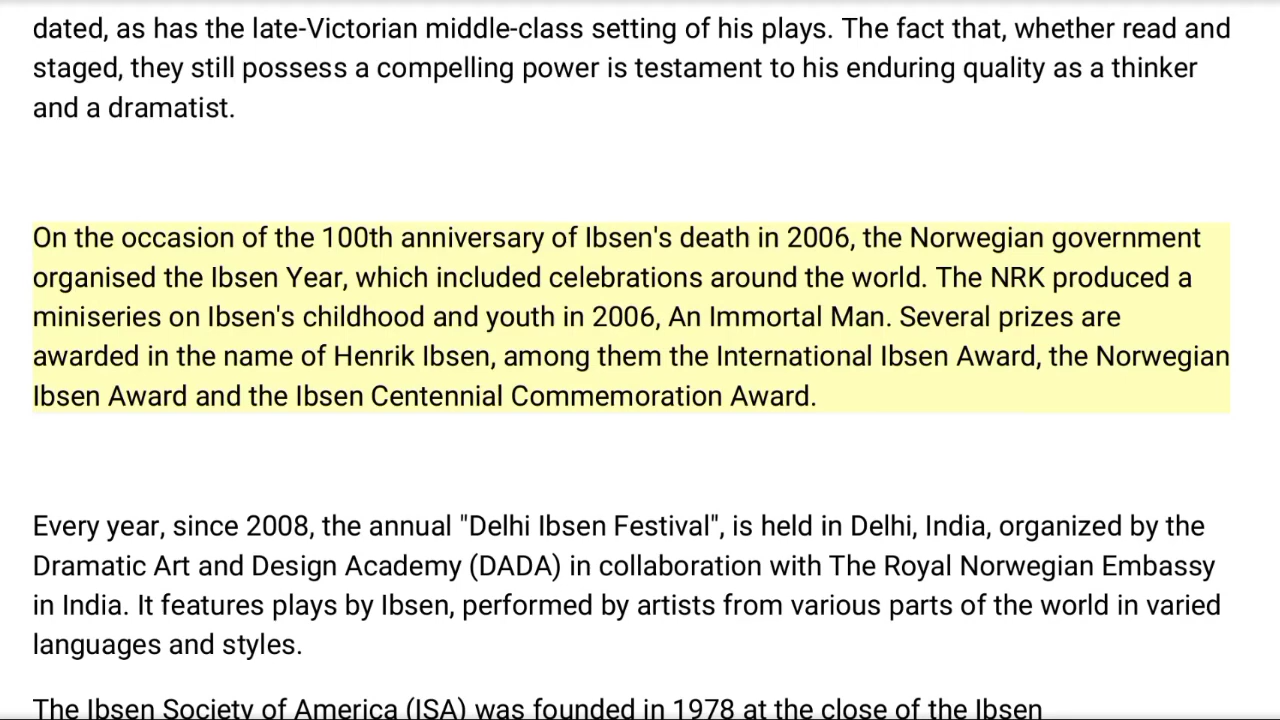 dated, as has the late-Victorian middle-class setting of his plays. The fact that, whether read and
staged, they still possess a compelling power is testament to his enduring quality as a thinker
and a dramatist.
On the occasion of the 100th anniversary of Ibsen's death in 2006, the Norwegian government
organised the Ibsen Year, which included celebrations around the world. The NRK produced a
miniseries on Ibsen's childhood and youth in 2006, An Immortal Man. Several prizes are
awarded in the name of Henrik Ibsen, among them the International Ibsen Award, the Norwegian
Ibsen Award and the Ibsen Centennial Commemoration Award.
Every year, since 2008, the annual "Delhi Ibsen Festival", is held in Delhi, India, organized by the
Dramatic Art and Design Academy (DADA) in collaboration with The Royal Norwegian Embassy
in India. It features plays by Ibsen, performed by artists from various parts of the world in varied
languages and styles.
The Ibsen Society of America (ISA) was founded in 1978 at the close of the Ibsen